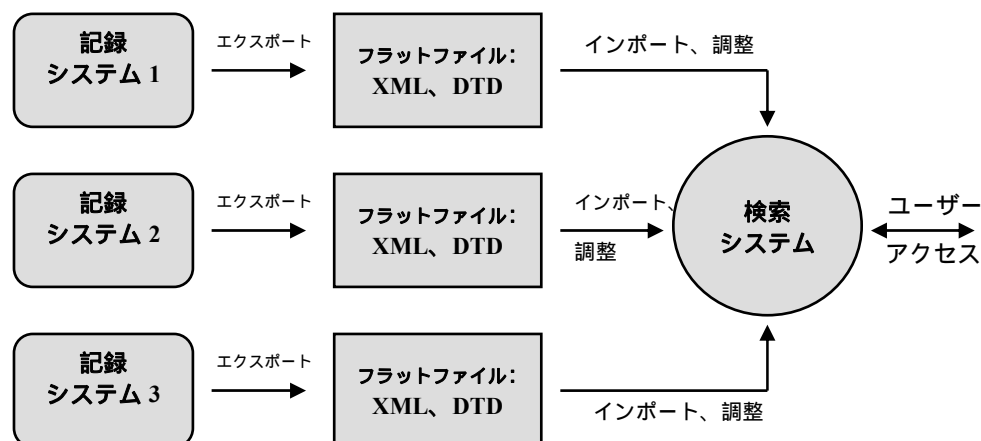 記録
システム 1
エクスポート
フラットファイル：
XML、DTD
インポート、調整
記録
システム 2
エクスポート
フラットファイル：
XML、DTD
インポート、
調整
検索
システム
ユーザー
アクセス
記録
システム 3
エクスポート
フラットファイル：
XML、DTD
インポート、調整